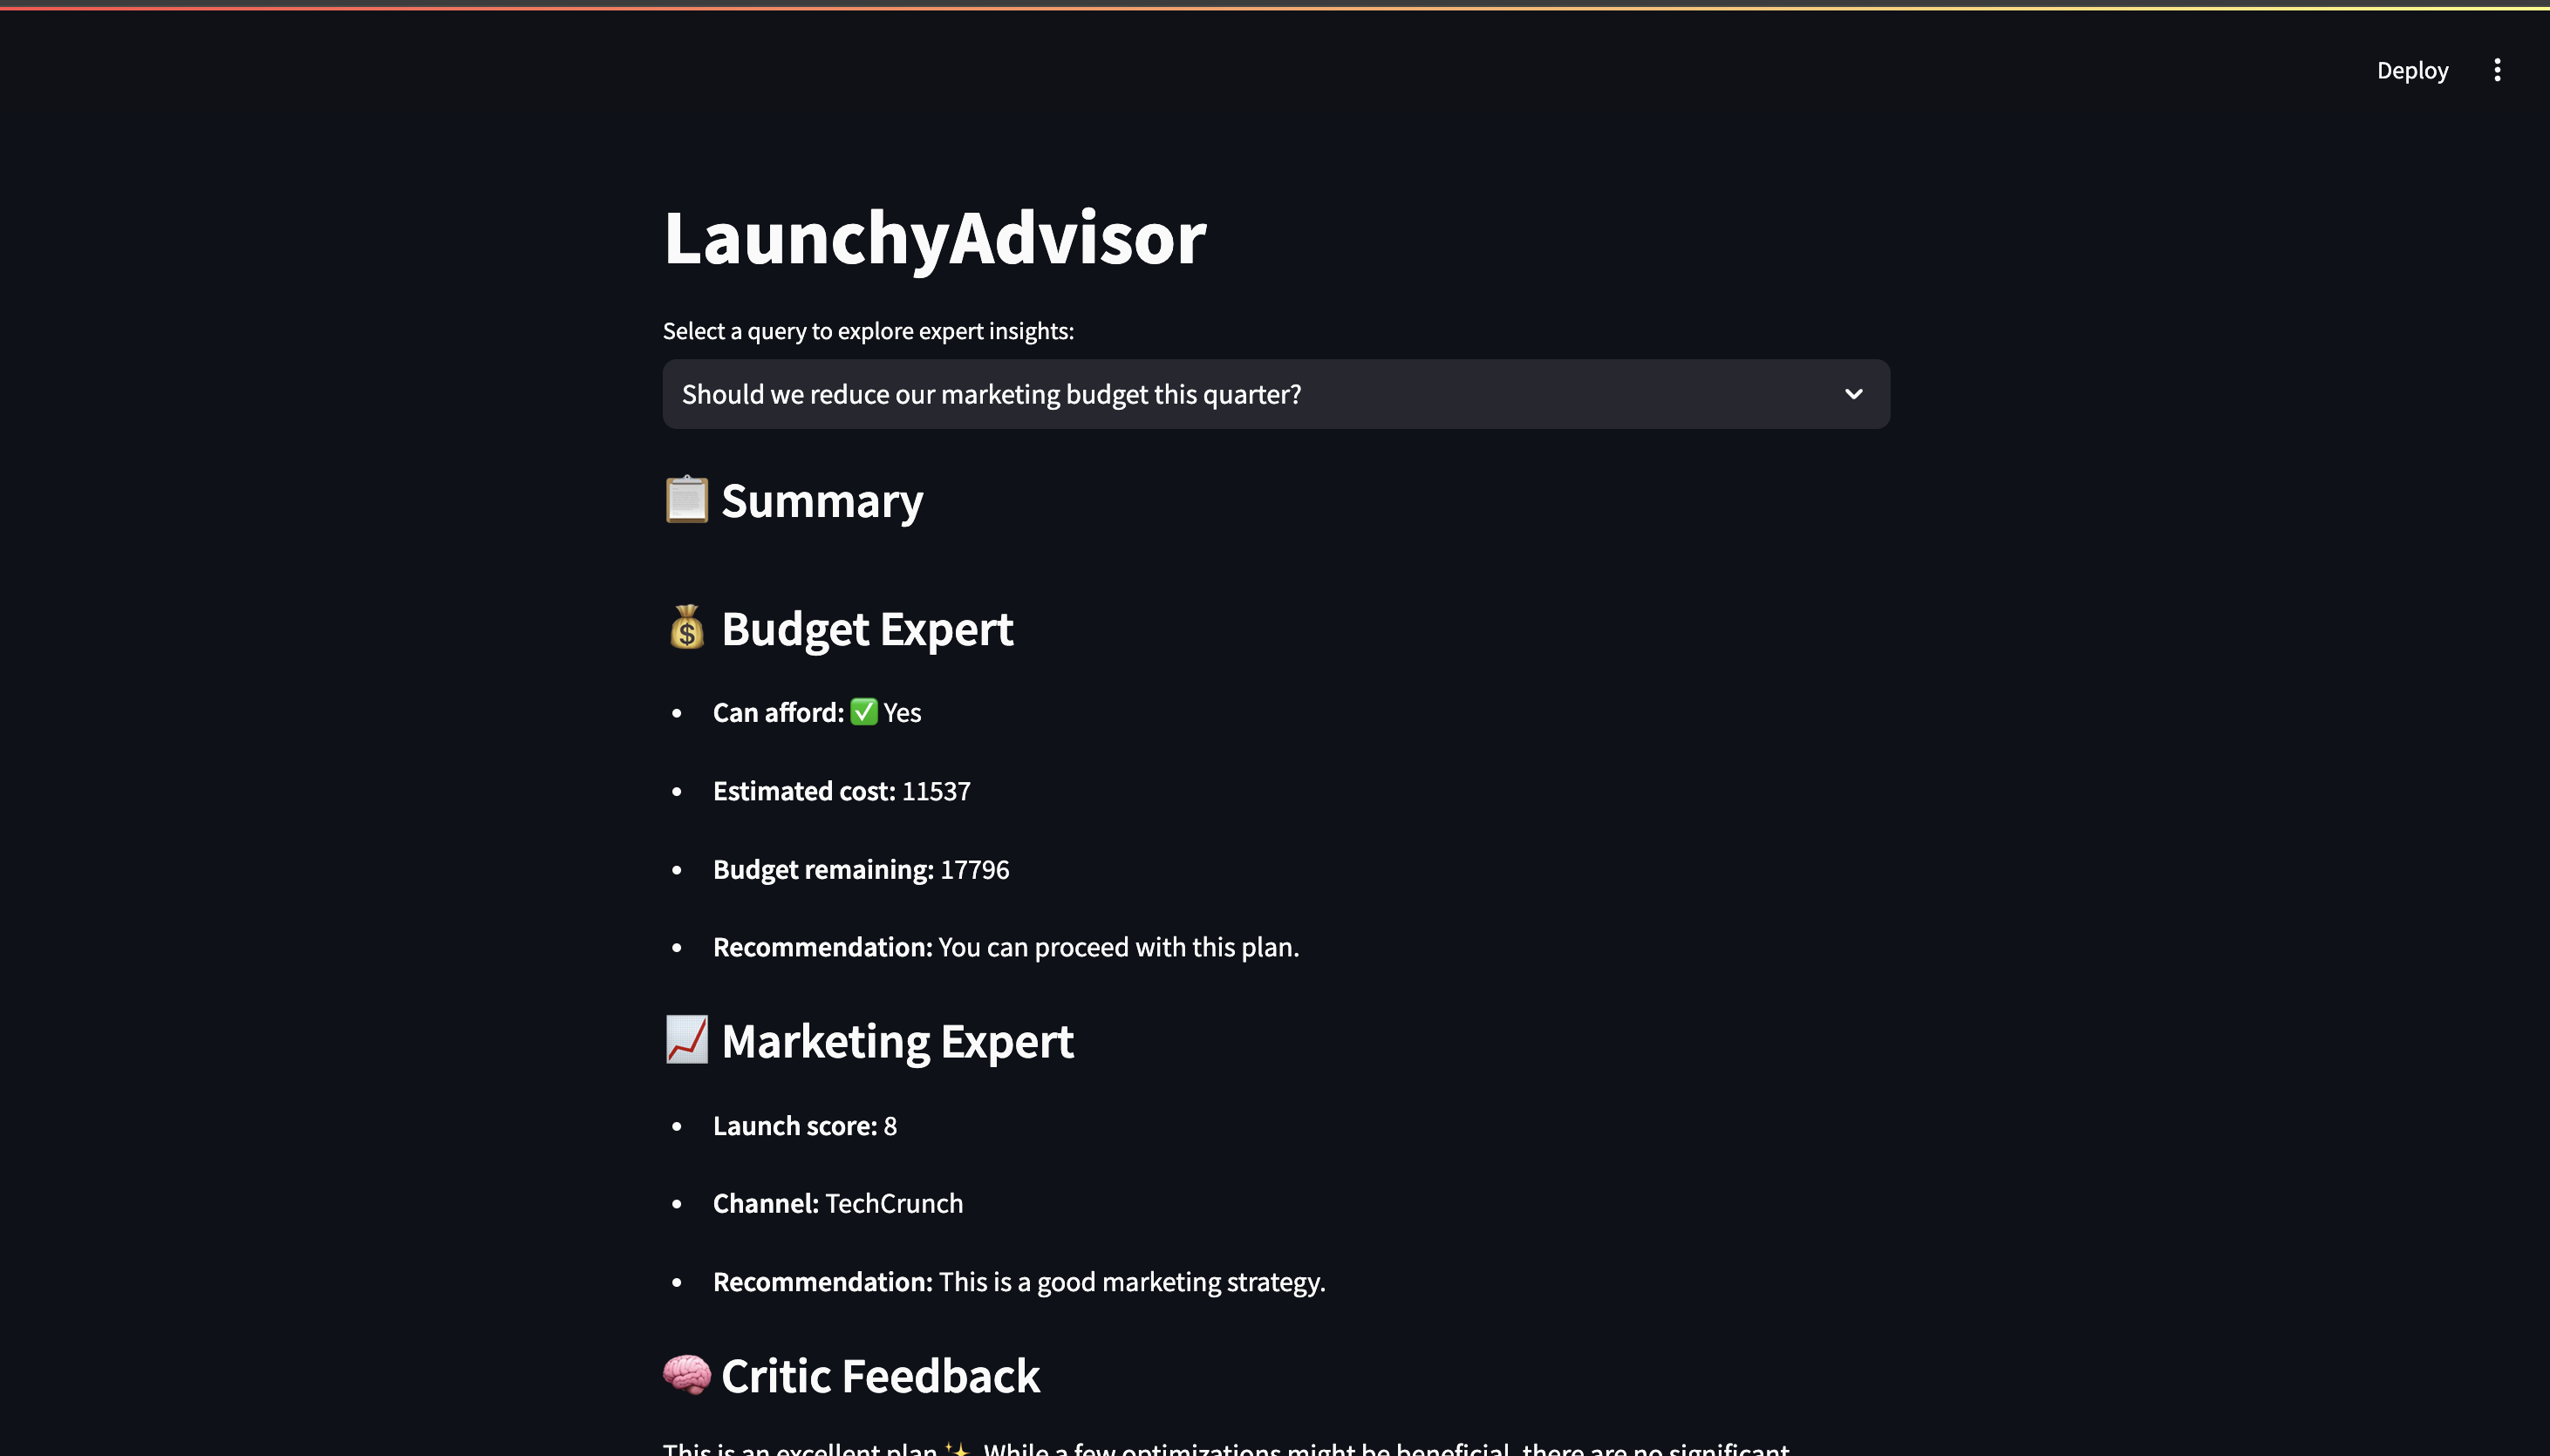 Deploy
LaunchyAdvisor
Select a query to explore expert insights:
Should we reduce our marketing budget this quarter?
📋 Summary
💰 Budget Expert
• Can afford: ✅ Yes
• Estimated cost: 11537
• Budget remaining: 17796
• Recommendation: You can proceed with this plan.
📈 Marketing Expert
• Launch score: 8
• Channel: TechCrunch
• Recommendation: This is a good marketing strategy.
🧠 Critic Feedback
This is an excellent plan ✨. While a few optimizations might be beneficial, there are no significant